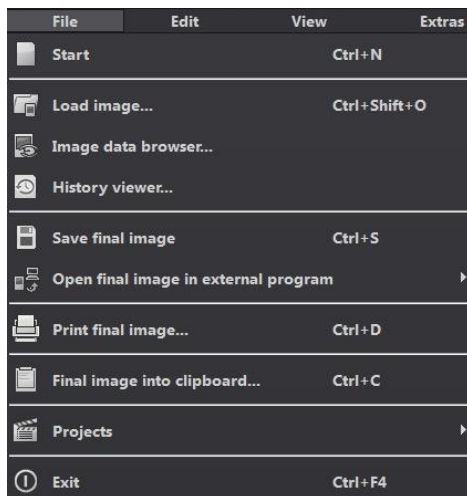 File Edit View Extras
Start Ctrl+N
Load image... Ctrl+Shift+O
Image data browser...
History viewer...
Save final image Ctrl+S
Open final image in external program
Print final image... Ctrl+D
Final image into clipboard... Ctrl+C
Projects
Exit Ctrl+F4